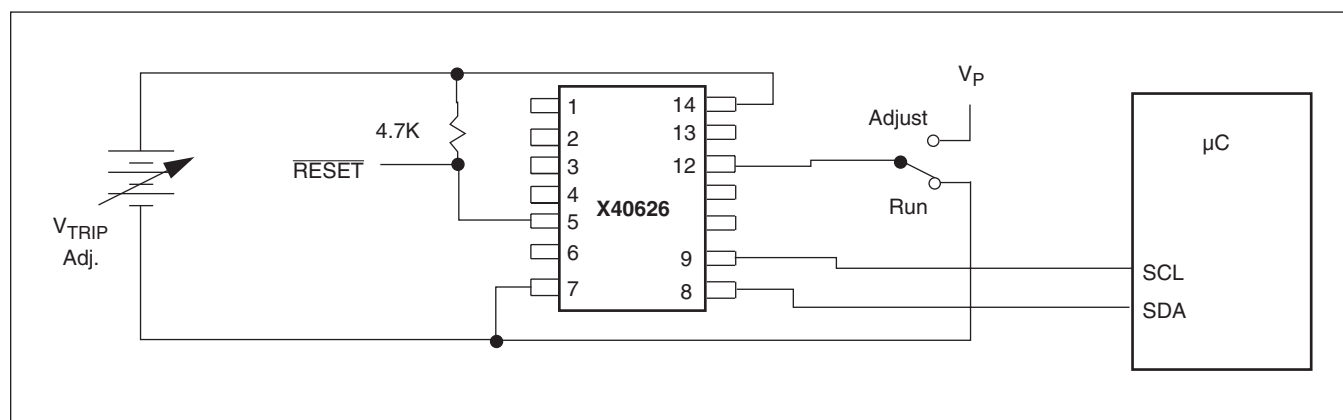 V_P
Adjust
Run
4.7K
RESET
V_TRIP
Adj.
1
2
3
4
5
6
7
X40626
14
13
12
9
8
µC
SCL
SDA